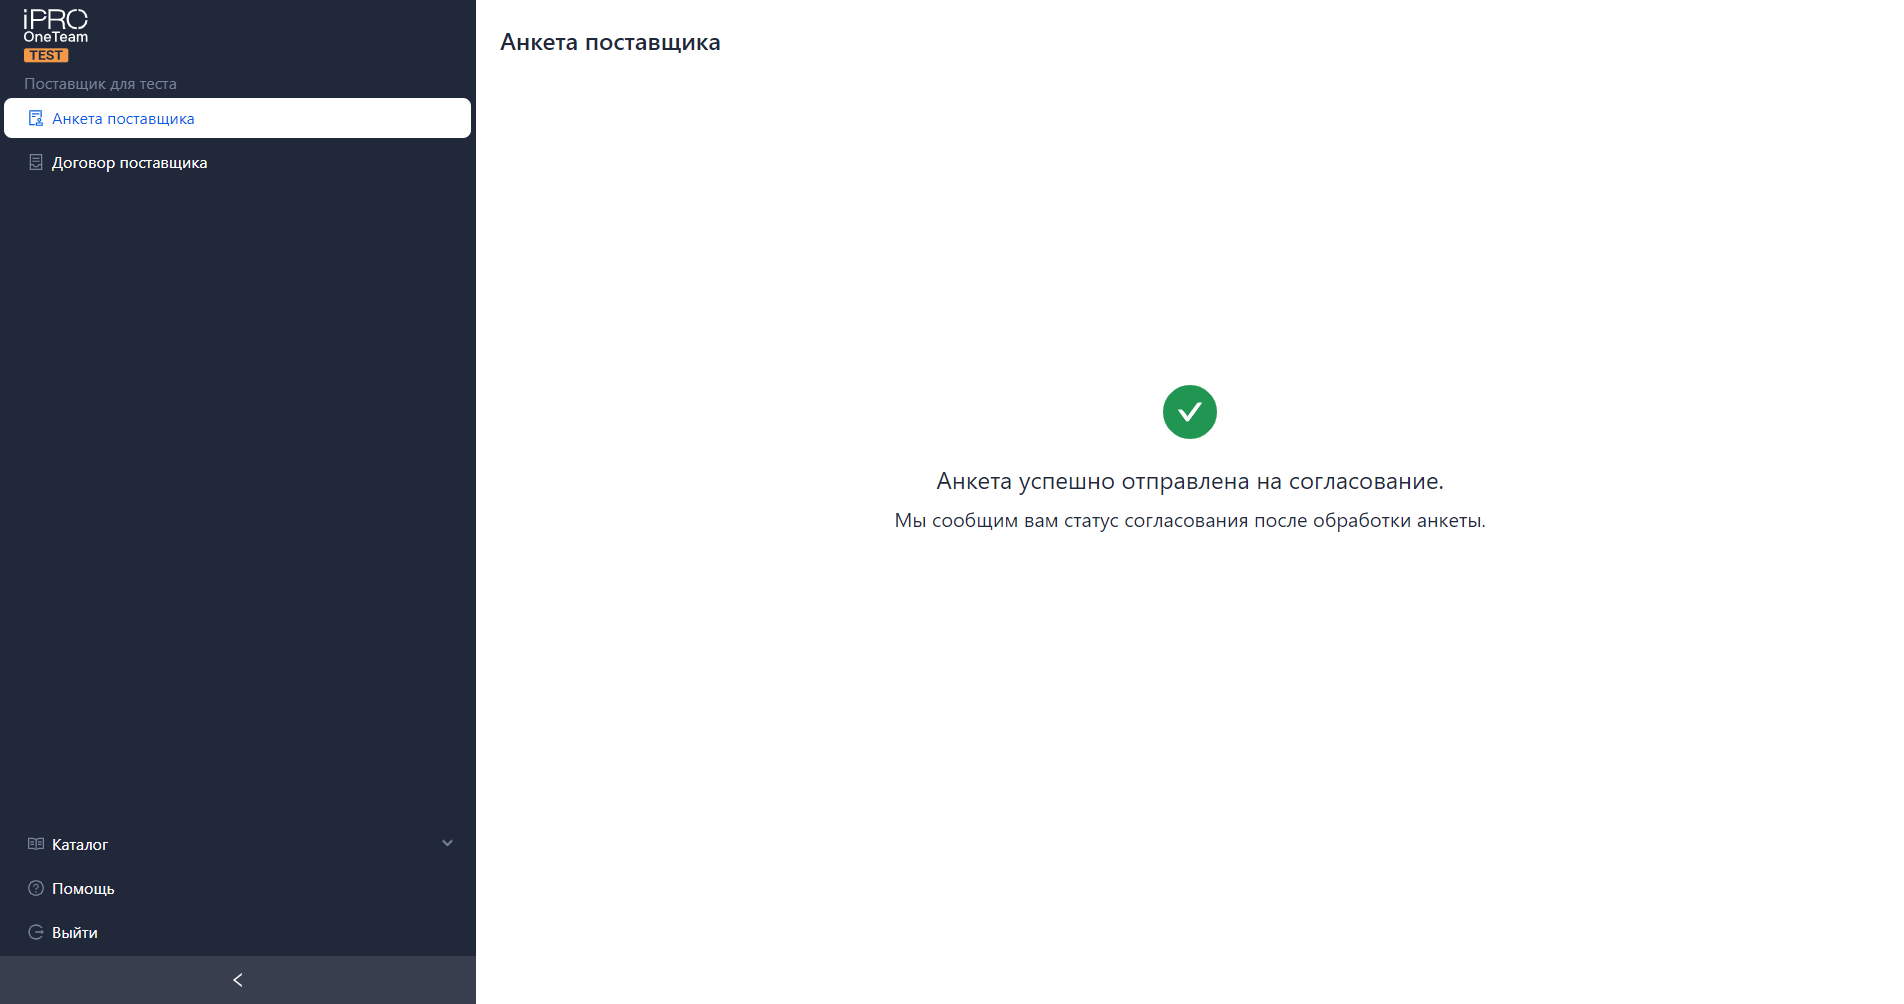 iPRO
OneTeam
TEST
Поставщик для теста
Анкета поставщика
Договор поставщика
Каталог
Помощь
Выйти
Анкета поставщика
Анкета успешно отправлена на согласование.
Мы сообщим вам статус согласования после обработки анкеты.